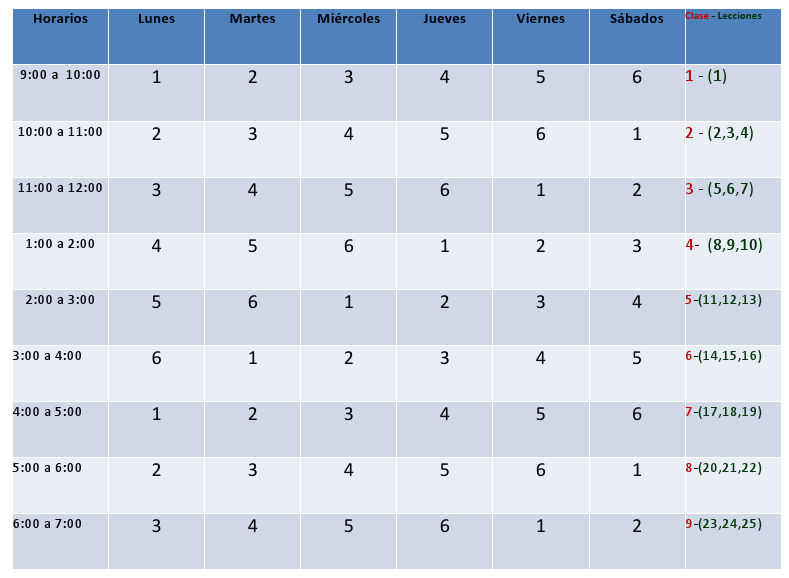 Horarios Lunes Martes Miércoles Jueves Viernes Sábados Clase - Lecciones
9:00 a 10:00 1 2 3 4 5 6 1 - (1)
10:00 a 11:00 2 3 4 5 6 1 2 - (2,3,4)
11:00 a 12:00 3 4 5 6 1 2 3 - (5,6,7)
1:00 a 2:00 4 5 6 1 2 3 4- (8,9,10)
2:00 a 3:00 5 6 1 2 3 4 5-(11,12,13)
3:00 a 4:00 6 1 2 3 4 5 6-(14,15,16)
4:00 a 5:00 1 2 3 4 5 6 7-(17,18,19)
5:00 a 6:00 2 3 4 5 6 1 8-(20,21,22)
6:00 a 7:00 3 4 5 6 1 2 9-(23,24,25)